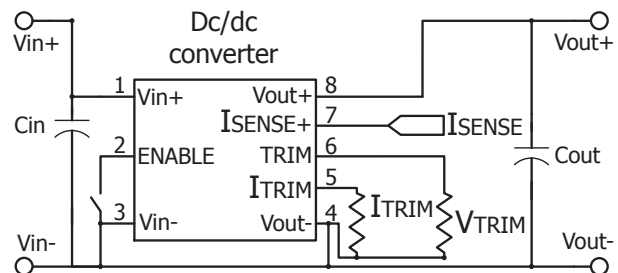 Dc/dc
converter
Vin+
Vout+
1
Vin+
Vout+
8
ISENSE+
7
ISENSE
Cin
2
ENABLE
TRIM
6
Cout
ITRIM
5
ITRIM
VTRIM
3
Vin-
Vout-
4
Vin-
Vout-